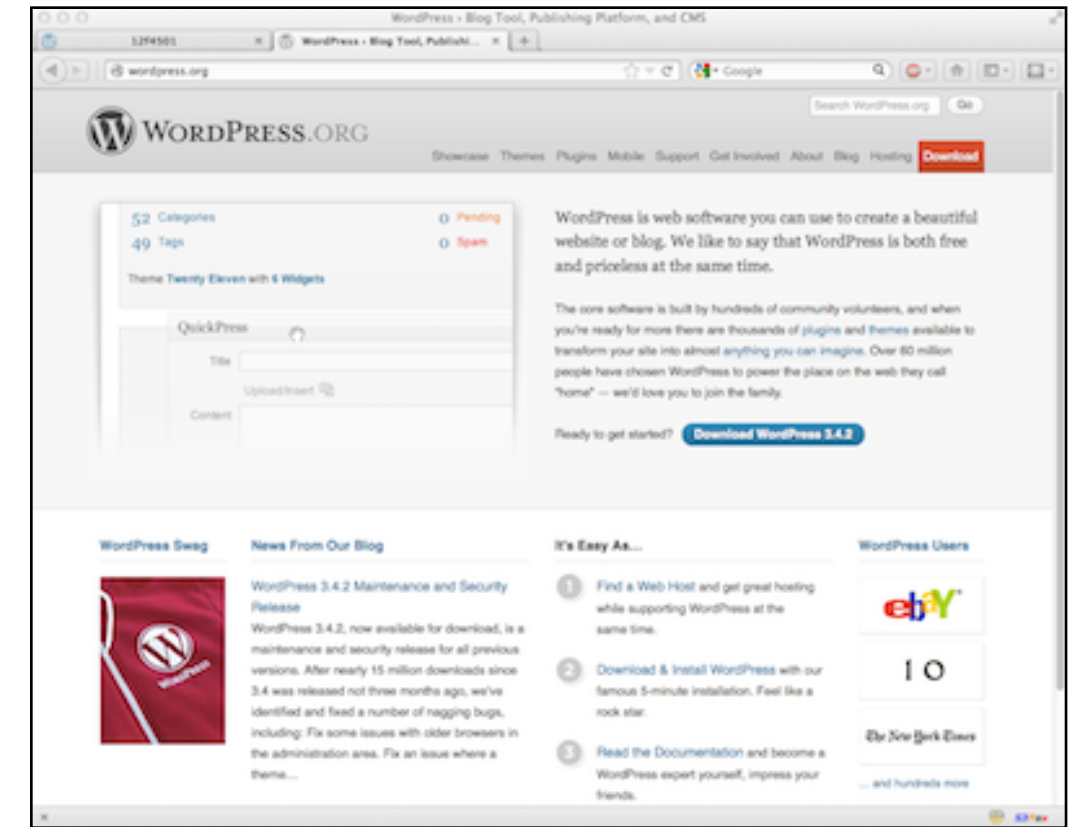 WordPress › Blog Tool, Publishing Platform, and CMS
12f4501
WordPress › Blog Tool, Publishi...
wordpress.org
Google
Search WordPress.org
Go
WORDPRESS.ORG
Showcase Themes Plugins Mobile Support Get Involved About Blog Hosting Download
52 Categories 0 Pending
49 Tags 0 Spam
Theme Twenty Eleven with 6 Widgets
QuickPress
Title
Upload/Insert
Content
WordPress is web software you can use to create a beautiful
website or blog. We like to say that WordPress is both free
and priceless at the same time.
The core software is built by hundreds of community volunteers, and when
you're ready for more there are thousands of plugins and themes available to
transform your site into almost anything you can imagine. Over 60 million
people have chosen WordPress to power the place on the web they call
"home" — we'd love you to join the family.
Ready to get started? Download WordPress 3.4.2
WordPress Swag
WordPress
News From Our Blog
WordPress 3.4.2 Maintenance and Security
Release
WordPress 3.4.2, now available for download, is a
maintenance and security release for all previous
versions. After nearly 15 million downloads since
3.4 was released not three months ago, we've
identified and fixed a number of nagging bugs,
including: Fix some issues with older browsers in
the administration area. Fix an issue where a
theme...
It's Easy As...
1 Find a Web Host and get great hosting
while supporting WordPress at the
same time.
2 Download & Install WordPress with our
famous 5-minute installation. Feel like a
rock star.
3 Read the Documentation and become a
WordPress expert yourself, impress your
friends.
WordPress Users
ebaY
10
The New York Times
... and hundreds more